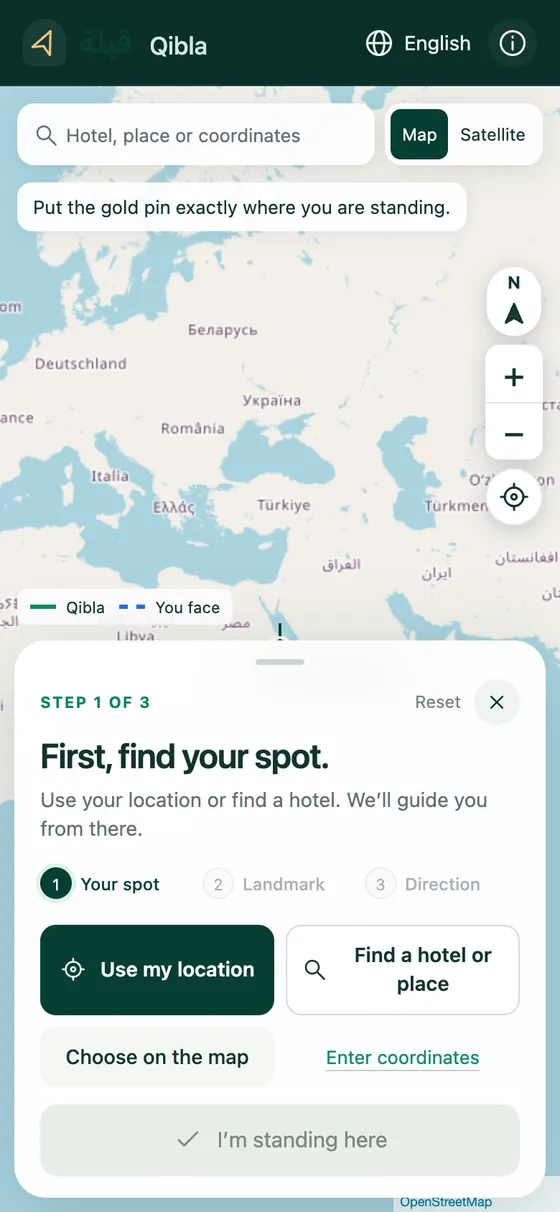 قبلة Qibla
English
Hotel, place or coordinates
Map
Satellite
Put the gold pin exactly where you are standing.
N
Беларусь
Deutschland
Україна
România
Italia
Ελλάς
Türkiye
Türkmen
العراق
ایران
افغانستان
مصر
Libya
Qibla
You face
STEP 1 OF 3
Reset
First, find your spot.
Use your location or find a hotel. We’ll guide you
from there.
1 Your spot
2 Landmark
3 Direction
Use my location
Find a hotel or
place
Choose on the map
Enter coordinates
I’m standing here
OpenStreetMap